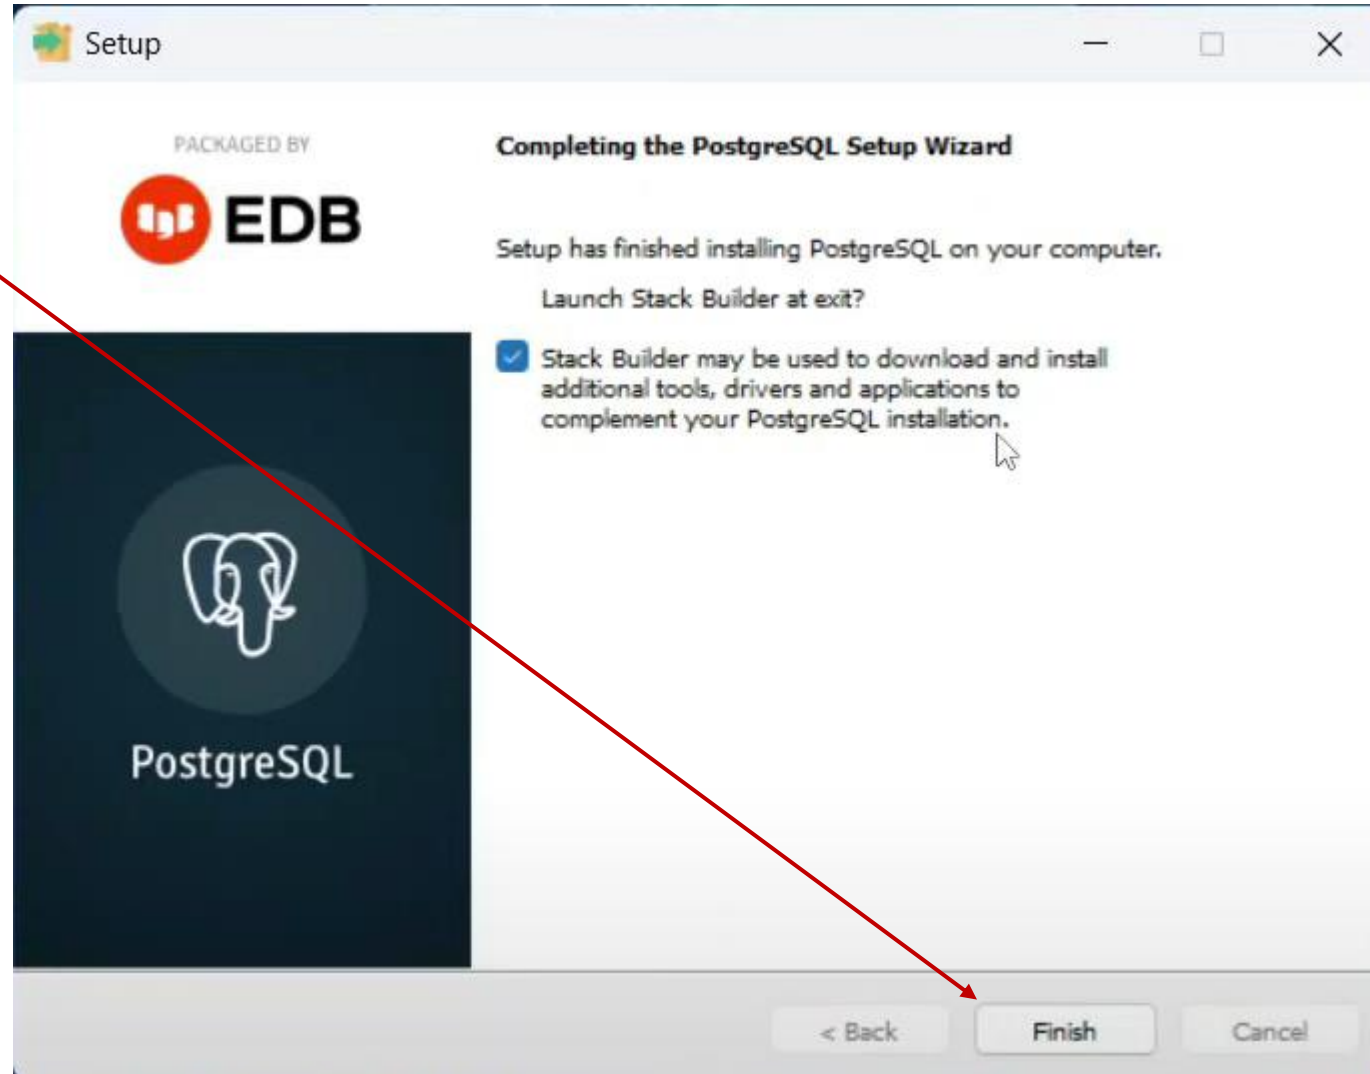 Setup
PACKAGED BY
EDB
PostgreSQL
Completing the PostgreSQL Setup Wizard
Setup has finished installing PostgreSQL on your computer.
Launch Stack Builder at exit?
Stack Builder may be used to download and install
additional tools, drivers and applications to
complement your PostgreSQL installation.
< Back
Finish
Cancel